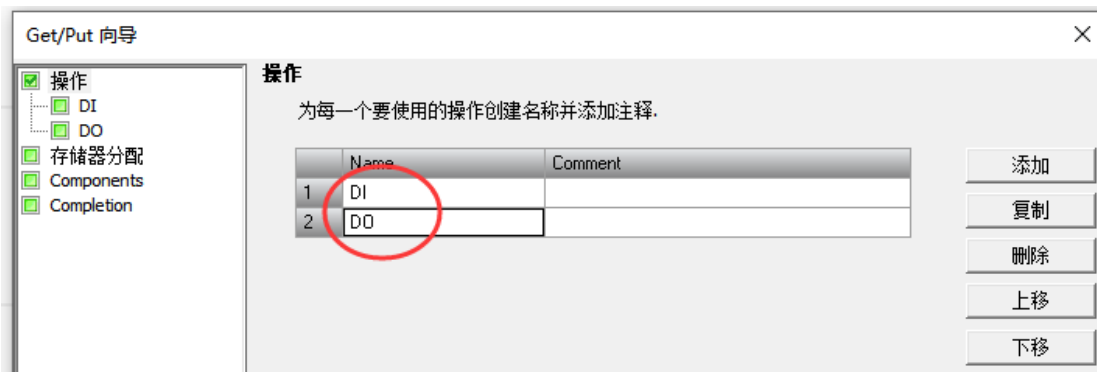 Get/Put 向导
操作
DI
DO
存储器分配
Components
Completion
操作
为每一个要使用的操作创建名称并添加注释.
Name Comment
1 DI
2 DO
添加
复制
删除
上移
下移